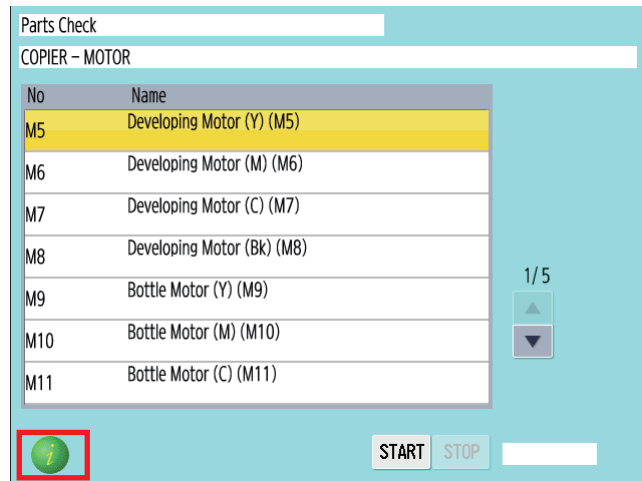 Parts Check
COPIER – MOTOR
No Name
M5 Developing Motor (Y) (M5)
M6 Developing Motor (M) (M6)
M7 Developing Motor (C) (M7)
M8 Developing Motor (Bk) (M8)
M9 Bottle Motor (Y) (M9)
M10 Bottle Motor (M) (M10)
M11 Bottle Motor (C) (M11)
1/5
i START STOP